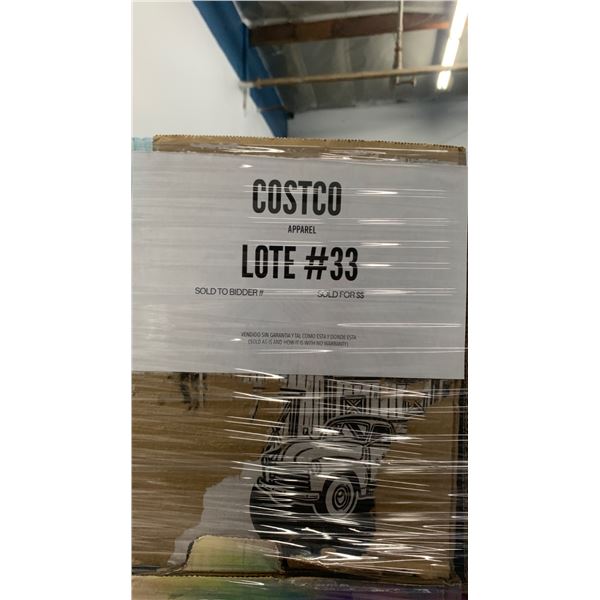 COSTCO
APPAREL
LOTE #33
SOLD TO BIDDER # SOLD FOR $$
VENDIDO SIN GARANTIA Y TAL COMO ESTA Y DONDE ESTA
(SOLD AS IS AND HOW IT IS WITH NO WARRANTY)